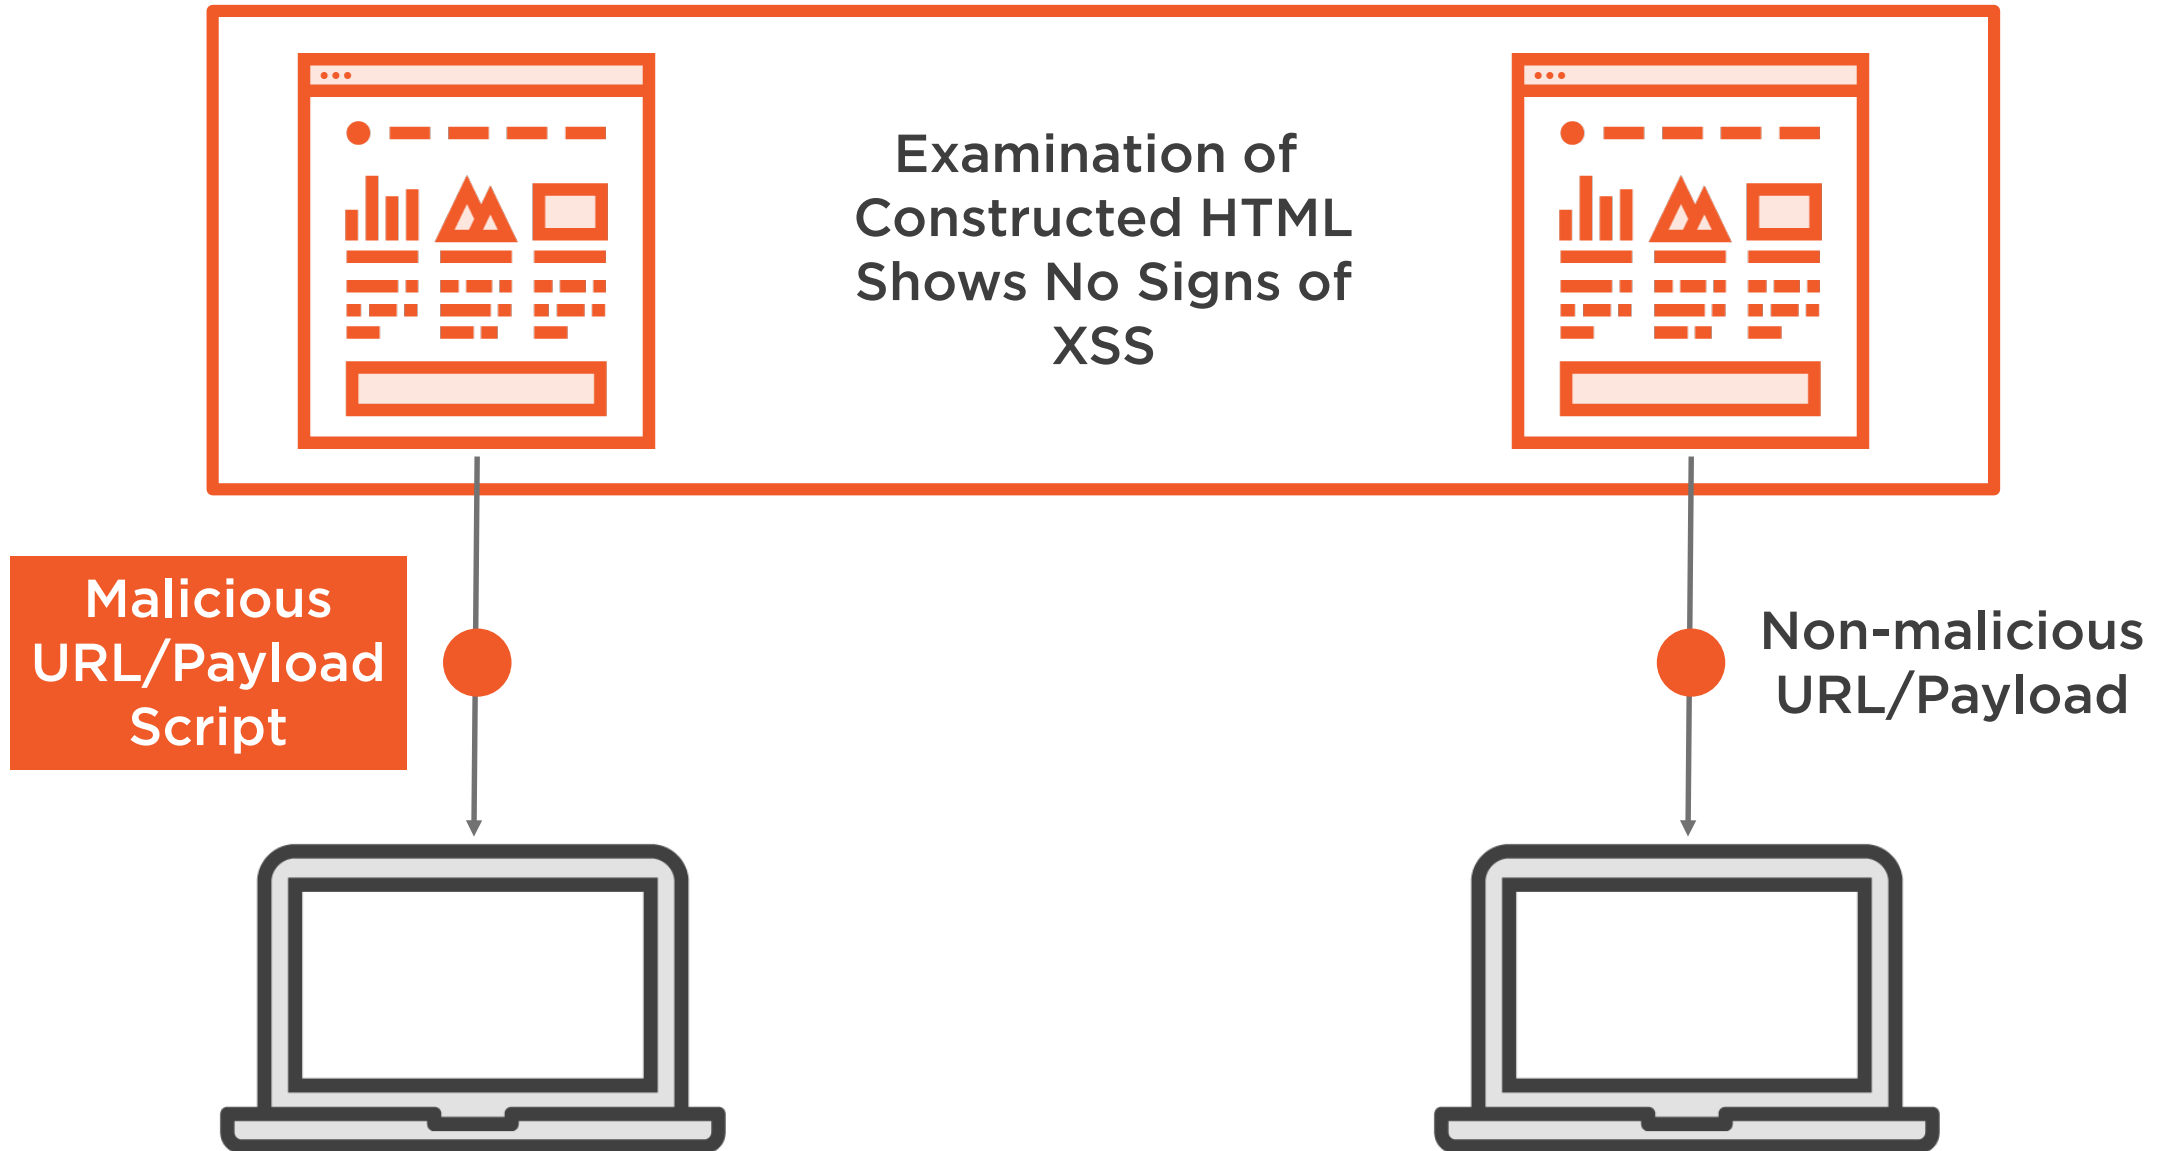 Examination of
Constructed HTML
Shows No Signs of
XSS
Malicious
URL/Payload
Script
Non-malicious
URL/Payload